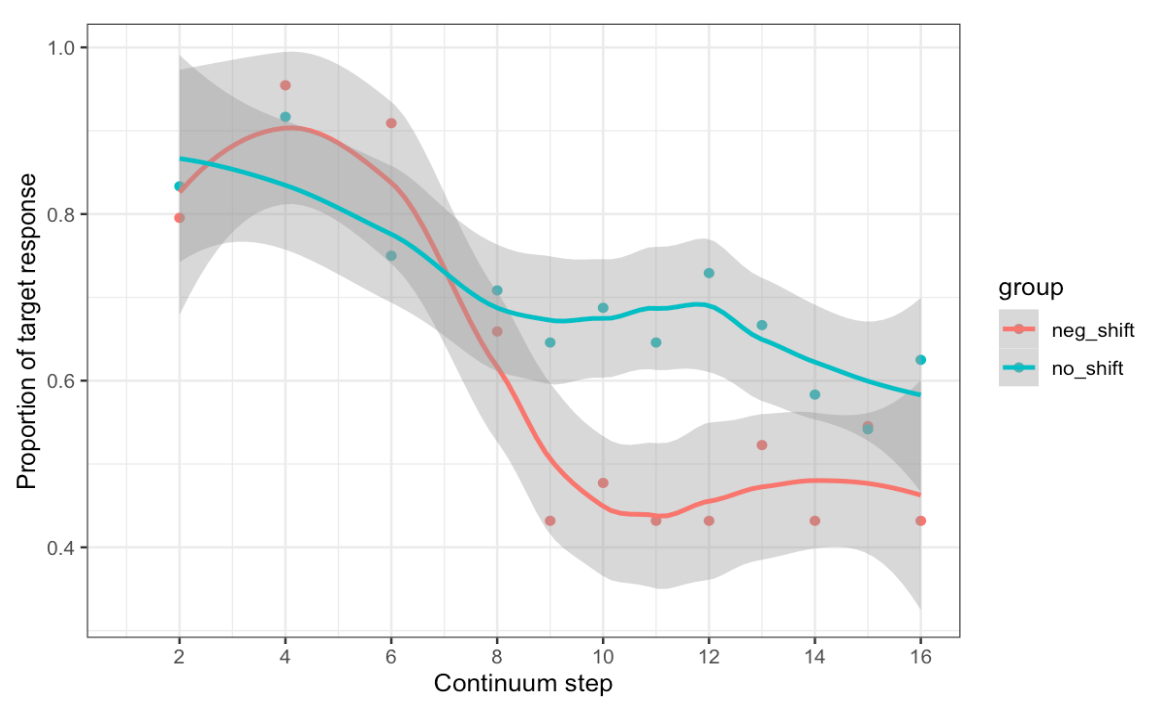 1.0
0.8
0.6
0.4
Proportion of target response
2 4 6 8 10 12 14 16
Continuum step
group
neg_shift
no_shift